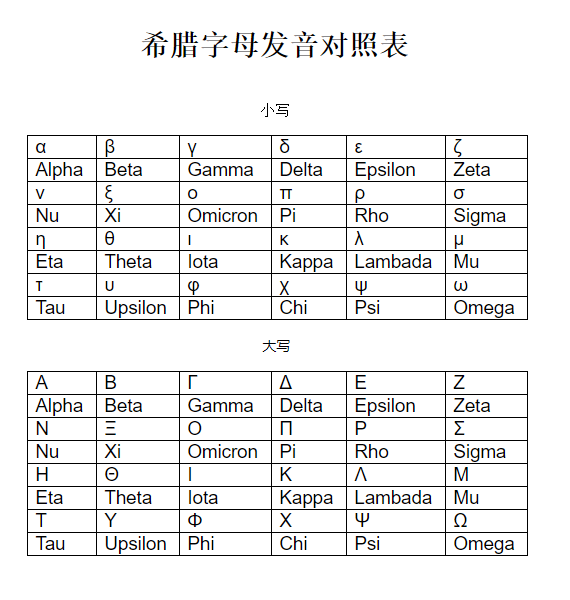 希腊字母发音对照表
小写
α β γ δ ε ζ
Alpha Beta Gamma Delta Epsilon Zeta
ν ξ ο π ρ σ
Nu Xi Omicron Pi Rho Sigma
η θ ι κ λ μ
Eta Theta Iota Kappa Lambada Mu
τ υ φ χ ψ ω
Tau Upsilon Phi Chi Psi Omega
大写
Α Β Γ Δ Ε Ζ
Alpha Beta Gamma Delta Epsilon Zeta
Ν Ξ Ο Π Ρ Σ
Nu Xi Omicron Pi Rho Sigma
Η Θ Ι Κ Λ Μ
Eta Theta Iota Kappa Lambada Mu
Τ Υ Φ Χ Ψ Ω
Tau Upsilon Phi Chi Psi Omega